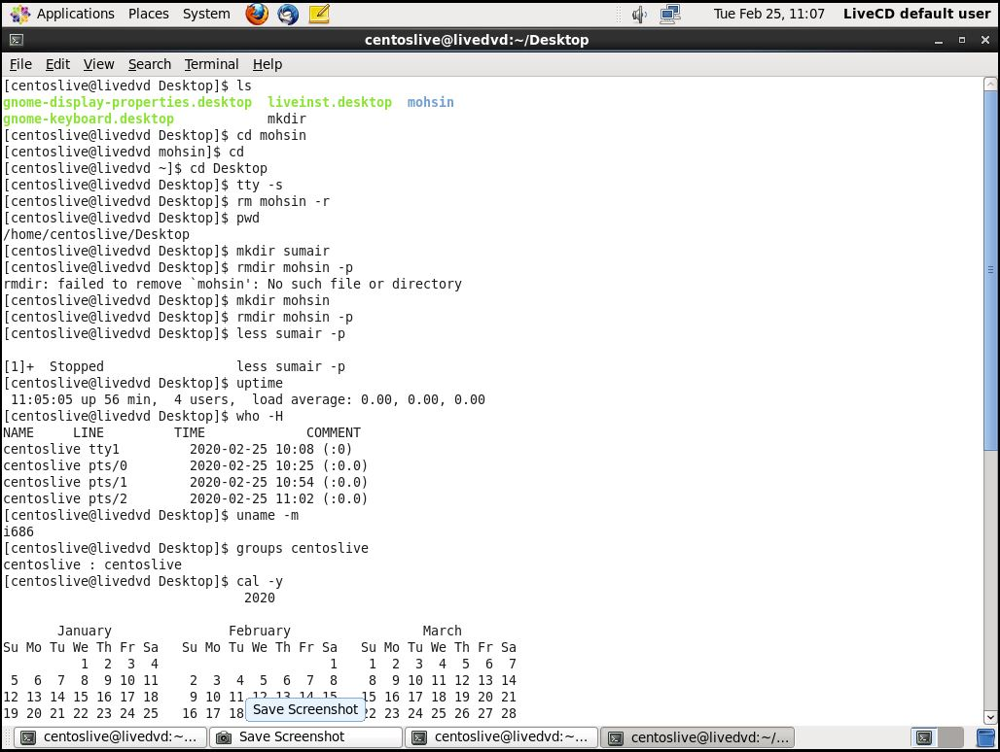 Applications Places System Tue Feb 25, 11:07 LiveCD default user
centoslive@livedvd:~/Desktop
File Edit View Search Terminal Help
[centoslive@livedvd Desktop]$ ls
gnome-display-properties.desktop liveinst.desktop mohsin
gnome-keyboard.desktop mkdir
[centoslive@livedvd Desktop]$ cd mohsin
[centoslive@livedvd mohsin]$ cd
[centoslive@livedvd ~]$ cd Desktop
[centoslive@livedvd Desktop]$ tty -s
[centoslive@livedvd Desktop]$ rm mohsin -r
[centoslive@livedvd Desktop]$ pwd
/home/centoslive/Desktop
[centoslive@livedvd Desktop]$ mkdir sumair
[centoslive@livedvd Desktop]$ rmdir mohsin -p
rmdir: failed to remove `mohsin': No such file or directory
[centoslive@livedvd Desktop]$ mkdir mohsin
[centoslive@livedvd Desktop]$ rmdir mohsin -p
[centoslive@livedvd Desktop]$ less sumair -p
[1]+ Stopped less sumair -p
[centoslive@livedvd Desktop]$ uptime
11:05:05 up 56 min, 4 users, load average: 0.00, 0.00, 0.00
[centoslive@livedvd Desktop]$ who -H
NAME LINE TIME COMMENT
centoslive tty1 2020-02-25 10:08 (:0)
centoslive pts/0 2020-02-25 10:25 (:0.0)
centoslive pts/1 2020-02-25 10:54 (:0.0)
centoslive pts/2 2020-02-25 11:02 (:0.0)
[centoslive@livedvd Desktop]$ uname -m
i686
[centoslive@livedvd Desktop]$ groups centoslive
centoslive : centoslive
[centoslive@livedvd Desktop]$ cal -y
2020
January February March
Su Mo Tu We Th Fr Sa Su Mo Tu We Th Fr Sa Su Mo Tu We Th Fr Sa
1 2 3 4 1 1 2 3 4 5 6 7
5 6 7 8 9 10 11 2 3 4 5 6 7 8 8 9 10 11 12 13 14
12 13 14 15 16 17 18 9 10 11 12 13 14 15 15 16 17 18 19 20 21
19 20 21 22 23 24 25 16 17 18 22 23 24 25 26 27 28
Save Screenshot
centoslive@livedvd:~... Save Screenshot centoslive@livedvd:~... centoslive@livedvd:~/...